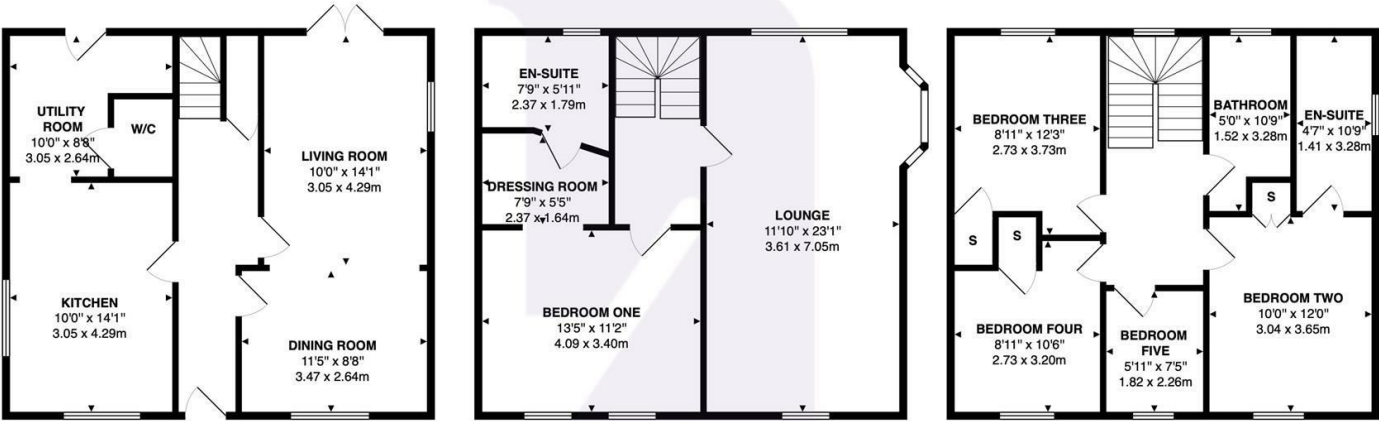 UTILITY
ROOM
10'0" x 8'8"
3.05 x 2.64m
W/C
LIVING ROOM
10'0" x 14'1"
3.05 x 4.29m
KITCHEN
10'0" x 14'1"
3.05 x 4.29m
DINING ROOM
11'5" x 8'8"
3.47 x 2.64m
EN-SUITE
7'9" x 5'11"
2.37 x 1.79m
DRESSING ROOM
7'9" x 5'5"
2.37 x 1.64m
LOUNGE
11'10" x 23'1"
3.61 x 7.05m
BEDROOM ONE
13'5" x 11'2"
4.09 x 3.40m
BEDROOM THREE
8'11" x 12'3"
2.73 x 3.73m
BATHROOM
5'0" x 10'9"
1.52 x 3.28m
EN-SUITE
4'7" x 10'9"
1.41 x 3.28m
S
S
S
BEDROOM FOUR
8'11" x 10'6"
2.73 x 3.20m
BEDROOM
FIVE
5'11" x 7'5"
1.82 x 2.26m
BEDROOM TWO
10'0" x 12'0"
3.04 x 3.65m